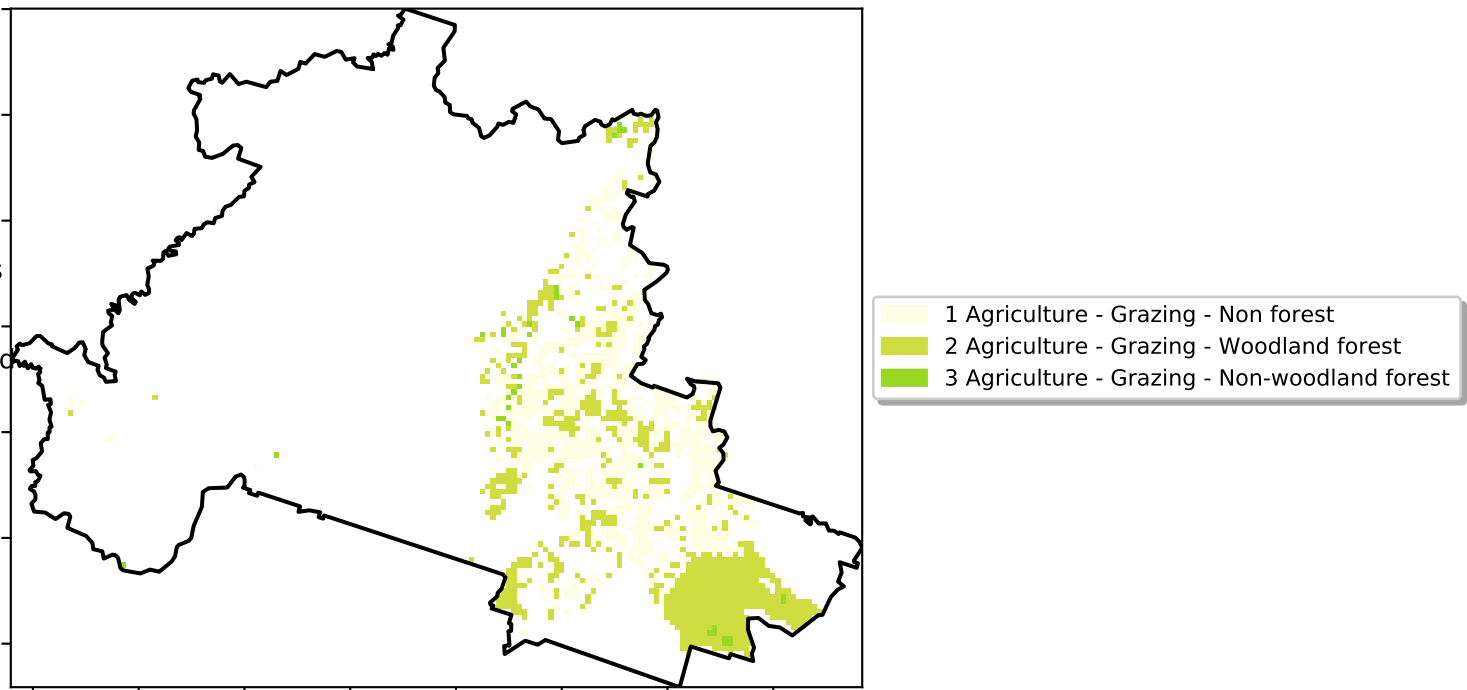 1 Agriculture - Grazing - Non forest
2 Agriculture - Grazing - Woodland forest
3 Agriculture - Grazing - Non-woodland forest